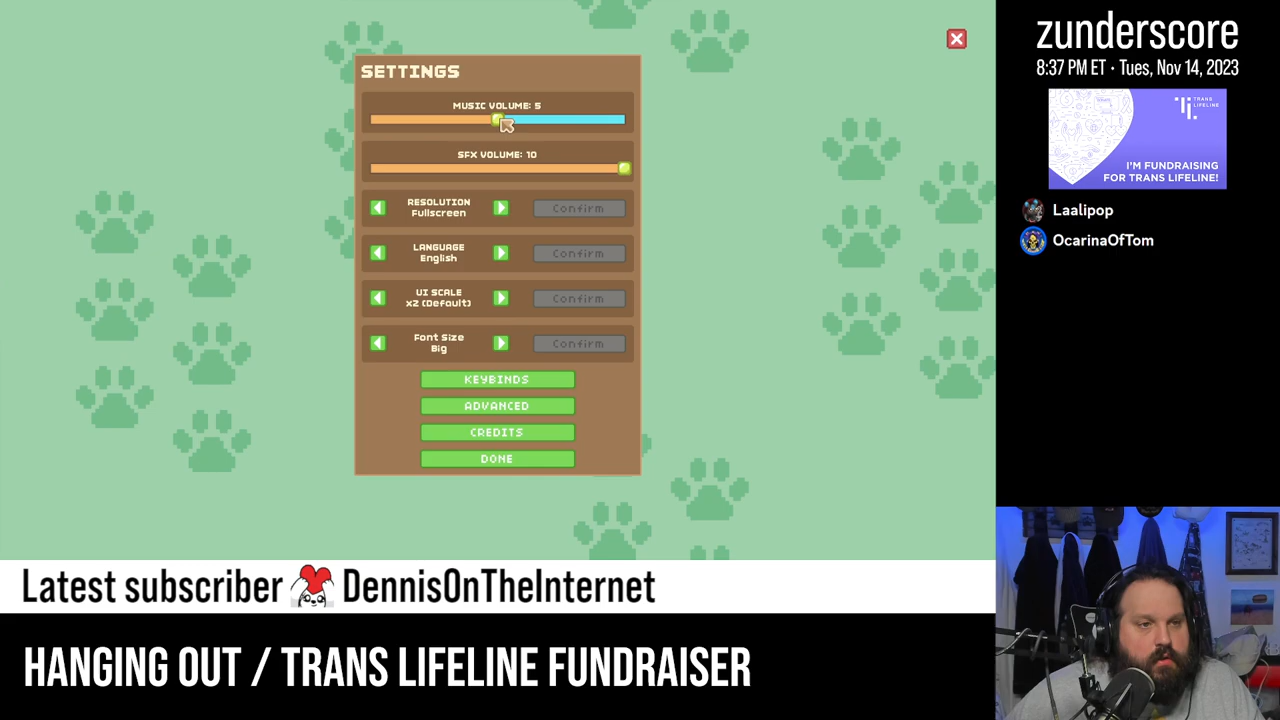 SETTINGS
MUSIC VOLUME: 5
SFX VOLUME: 10
RESOLUTION
Fullscreen
Confirm
LANGUAGE
English
Confirm
UI SCALE
x2 (Default)
Confirm
Font Size
Big
Confirm
KEYBINDS
ADVANCED
CREDITS
DONE
zunderscore
8:37 PM ET · Tues, Nov 14, 2023
TRANS
LIFELINE
I'M FUNDRAISING
FOR TRANS LIFELINE!
Laalipop
OcarinaOfTom
Latest subscriber DennisOnTheInternet
HANGING OUT / TRANS LIFELINE FUNDRAISER